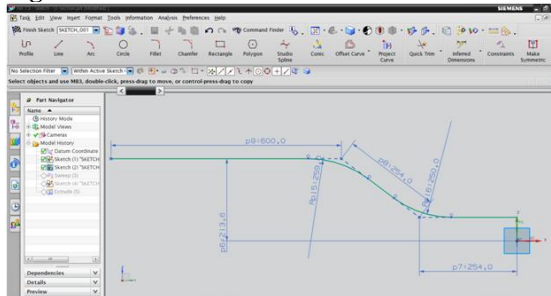 SIEMENS
Task Edit View Insert Format Tools Information Analysis Preferences Help
Finish Sketch SKETCH_001 Command Finder
Profile Line Arc Circle Fillet Chamfer Rectangle Polygon Studio Spline Conic Offset Curve Project Curve Quick Trim Inferred Dimensions Constraints Make Symmetric
No Selection Filter Within Active Sketch
Select objects and use MB3, double-click, press-drag to move, or control-press-drag to copy
Part Navigator
Name
History Mode
Model Views
Cameras
Model History
Datum Coordinate
Sketch (1) "SKETCH
Sketch (2) "SKETCH
Sweep (3)
Sketch (4) "SKETCH
Extrude (5)
Dependencies
Details
Preview
p9=600,0
p8=254,0
p6=213,6
p7=254,0